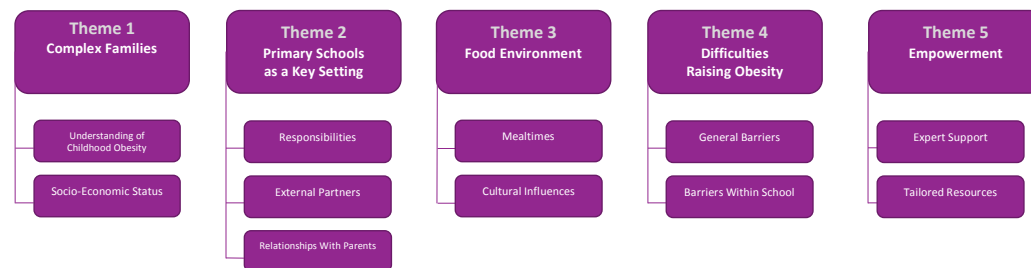 Theme 1
Complex Families
Understanding of
Childhood Obesity
Socio-Economic Status
Theme 2
Primary Schools
as a Key Setting
Responsibilities
External Partners
Relationships With Parents
Theme 3
Food Environment
Mealtimes
Cultural Influences
Theme 4
Difficulties
Raising Obesity
General Barriers
Barriers Within School
Theme 5
Empowerment
Expert Support
Tailored Resources